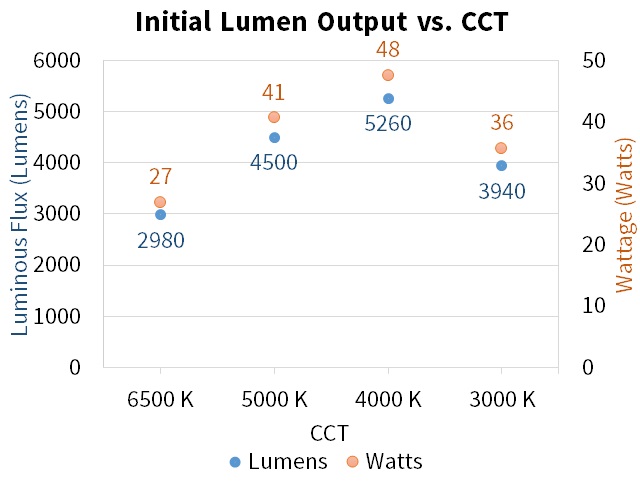 Initial Lumen Output vs. CCT
Luminous Flux (Lumens)
6000
5000
4000
3000
2000
1000
0
27
2980
41
4500
48
5260
36
3940
50
40
30
20
10
0
Wattage (Watts)
6500 K
5000 K
4000 K
3000 K
CCT
Lumens
Watts